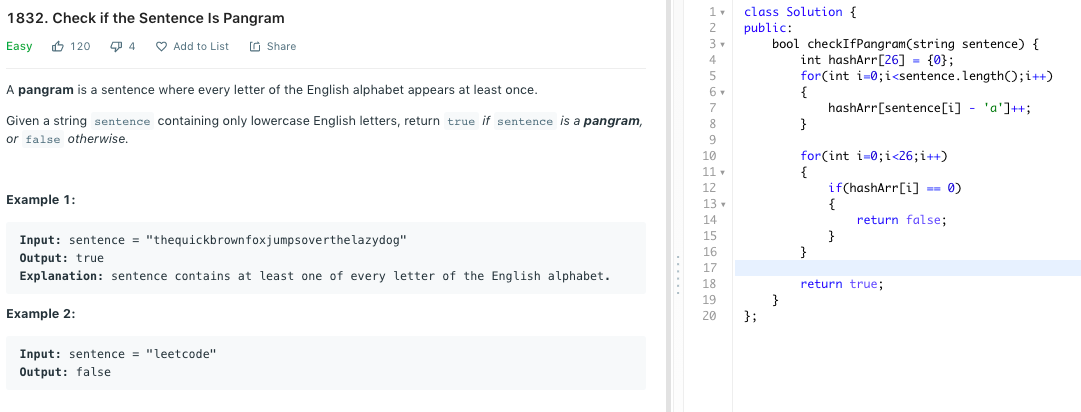 1832. Check if the Sentence Is Pangram
Easy 120 4 Add to List Share
A pangram is a sentence where every letter of the English alphabet appears at least once.
Given a string sentence containing only lowercase English letters, return true if sentence is a pangram,
or false otherwise.
Example 1:
Input: sentence = "thequickbrownfoxjumpsoverthelazydog"
Output: true
Explanation: sentence contains at least one of every letter of the English alphabet.
Example 2:
Input: sentence = "leetcode"
Output: false
1 class Solution {
2 public:
3     bool checkIfPangram(string sentence) {
4         int hashArr[26] = {0};
5         for(int i=0;i<sentence.length();i++)
6         {
7             hashArr[sentence[i] - 'a']++;
8         }
9
10         for(int i=0;i<26;i++)
11         {
12             if(hashArr[i] == 0)
13             {
14                 return false;
15             }
16         }
17
18         return true;
19     }
20 };